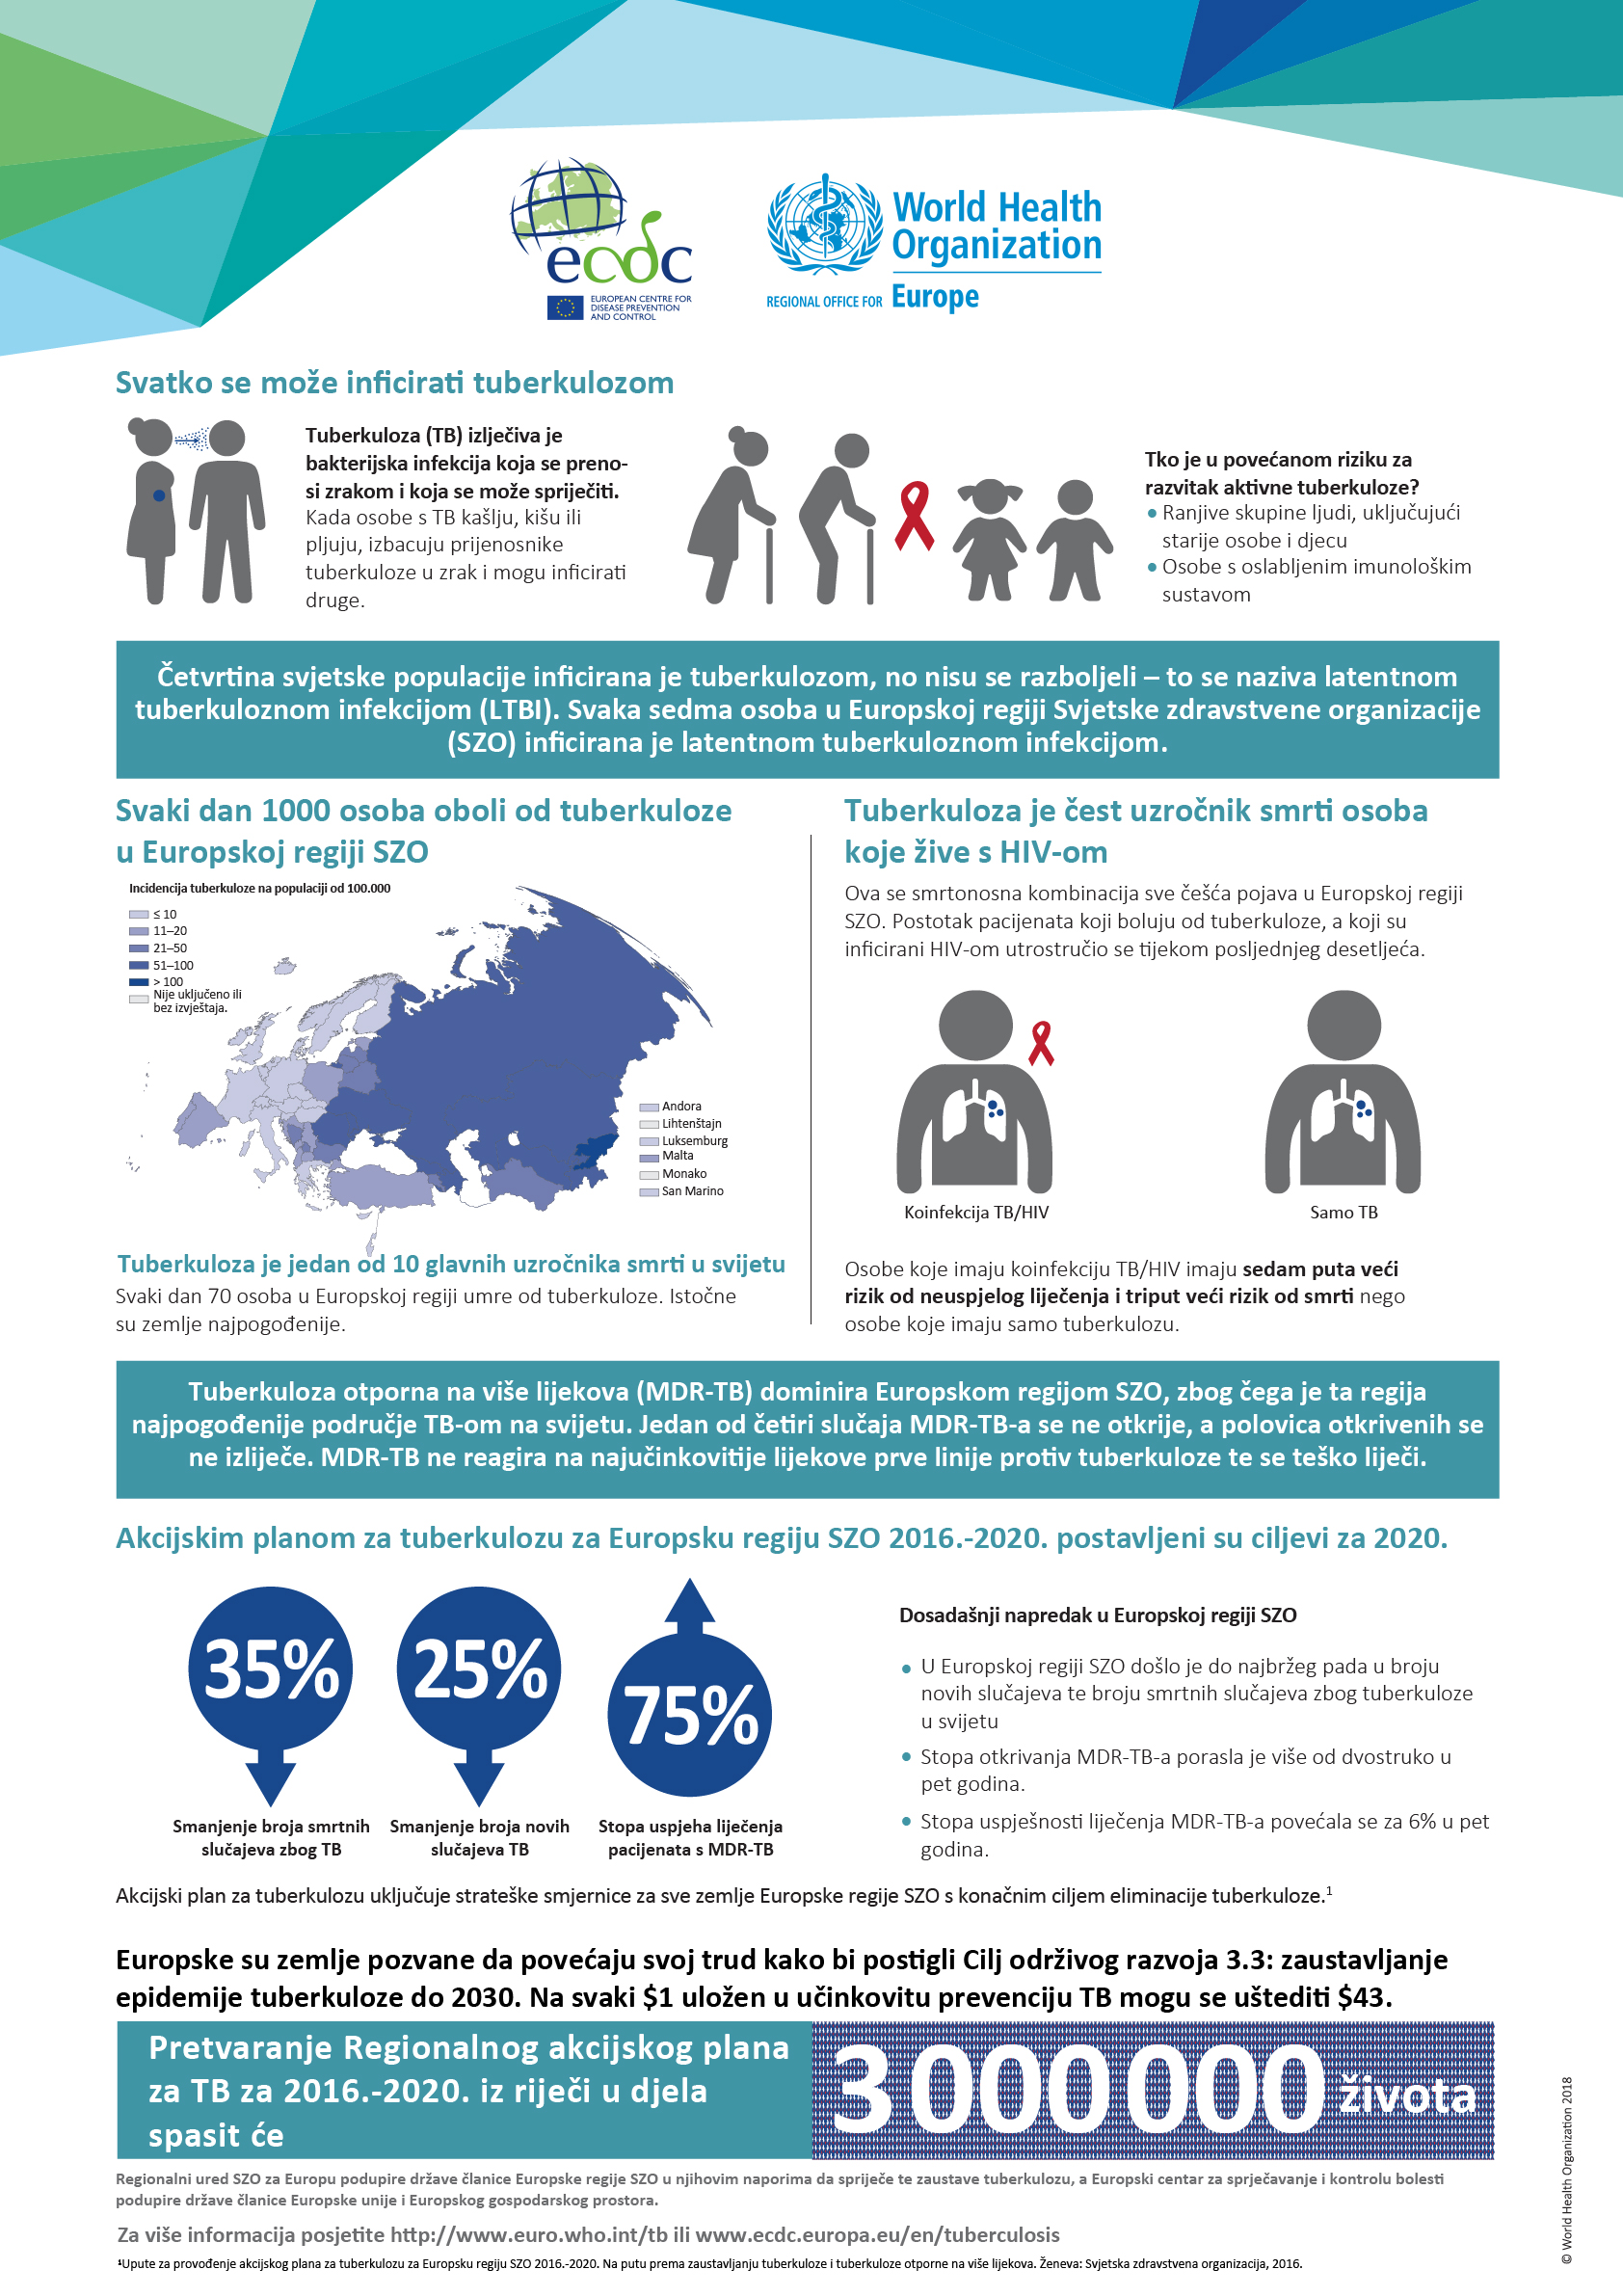 ecdc
EUROPEAN CENTRE FOR
DISEASE PREVENTION
AND CONTROL
World Health
Organization
REGIONAL OFFICE FOR Europe
Svatko se može inficirati tuberkulozom
Tuberkuloza (TB) izlječiva je
bakterijska infekcija koja se preno-
si zrakom i koja se može spriječiti.
Kada osobe s TB kašlju, kišu ili
pljuju, izbacuju prijenosnike
tuberkuloze u zrak i mogu inficirati
druge.
Tko je u povećanom riziku za
razvitak aktivne tuberkuloze?
• Ranjive skupine ljudi, uključujući
starije osobe i djecu
• Osobe s oslabljenim imunološkim
sustavom
Četvrtina svjetske populacije inficirana je tuberkulozom, no nisu se razboljeli – to se naziva latentnom
tuberkuloznom infekcijom (LTBI). Svaka sedma osoba u Europskoj regiji Svjetske zdravstvene organizacije
(SZO) inficirana je latentnom tuberkuloznom infekcijom.
Svaki dan 1000 osoba oboli od tuberkuloze
u Europskoj regiji SZO
Incidencija tuberkuloze na populaciji od 100.000
≤ 10
11–20
21–50
51–100
> 100
Nije uključeno ili
bez izvještaja.
Andora
Lihtenštajn
Luksemburg
Malta
Monako
San Marino
Tuberkuloza je jedan od 10 glavnih uzročnika smrti u svijetu
Svaki dan 70 osoba u Europskoj regiji umre od tuberkuloze. Istočne
su zemlje najpogođenije.
Tuberkuloza je čest uzročnik smrti osoba
koje žive s HIV-om
Ova se smrtonosna kombinacija sve češća pojava u Europskoj regiji
SZO. Postotak pacijenata koji boluju od tuberkuloze, a koji su
inficirani HIV-om utrostručio se tijekom posljednjeg desetljeća.
Koinfekcija TB/HIV
Samo TB
Osobe koje imaju koinfekciju TB/HIV imaju sedam puta veći
rizik od neuspjelog liječenja i triput veći rizik od smrti nego
osobe koje imaju samo tuberkulozu.
Tuberkuloza otporna na više lijekova (MDR-TB) dominira Europskom regijom SZO, zbog čega je ta regija
najpogođenije područje TB-om na svijetu. Jedan od četiri slučaja MDR-TB-a se ne otkrije, a polovica otkrivenih se
ne izliječe. MDR-TB ne reagira na najučinkovitije lijekove prve linije protiv tuberkuloze te se teško liječi.
Akcijskim planom za tuberkulozu za Europsku regiju SZO 2016.-2020. postavljeni su ciljevi za 2020.
35%
Smanjenje broja smrtnih
slučajeva zbog TB
25%
Smanjenje broja novih
slučajeva TB
75%
Stopa uspjeha liječenja
pacijenata s MDR-TB
Dosadašnji napredak u Europskoj regiji SZO
• U Europskoj regiji SZO došlo je do najbržeg pada u broju
novih slučajeva te broju smrtnih slučajeva zbog tuberkuloze
u svijetu
• Stopa otkrivanja MDR-TB-a porasla je više od dvostruko u
pet godina.
• Stopa uspješnosti liječenja MDR-TB-a povećala se za 6% u pet
godina.
Akcijski plan za tuberkulozu uključuje strateške smjernice za sve zemlje Europske regije SZO s konačnim ciljem eliminacije tuberkuloze.¹
Europske su zemlje pozvane da povećaju svoj trud kako bi postigli Cilj održivog razvoja 3.3: zaustavljanje
epidemije tuberkuloze do 2030. Na svaki $1 uložen u učinkovitu prevenciju TB mogu se uštediti $43.
Pretvaranje Regionalnog akcijskog plana
za TB za 2016.-2020. iz riječi u djela
spasit će
3 000 000 života
Regionalni ured SZO za Europu podupire države članice Europske regije SZO u njihovim naporima da spriječe te zaustave tuberkulozu, a Europski centar za sprječavanje i kontrolu bolesti
podupire države članice Europske unije i Europskog gospodarskog prostora.
Za više informacija posjetite http://www.euro.who.int/tb ili www.ecdc.europa.eu/en/tuberculosis
¹Upute za provođenje akcijskog plana za tuberkulozu za Europsku regiju SZO 2016.-2020. Na putu prema zaustavljanju tuberkuloze i tuberkuloze otporne na više lijekova. Ženeva: Svjetska zdravstvena organizacija, 2016.
© World Health Organization 2018